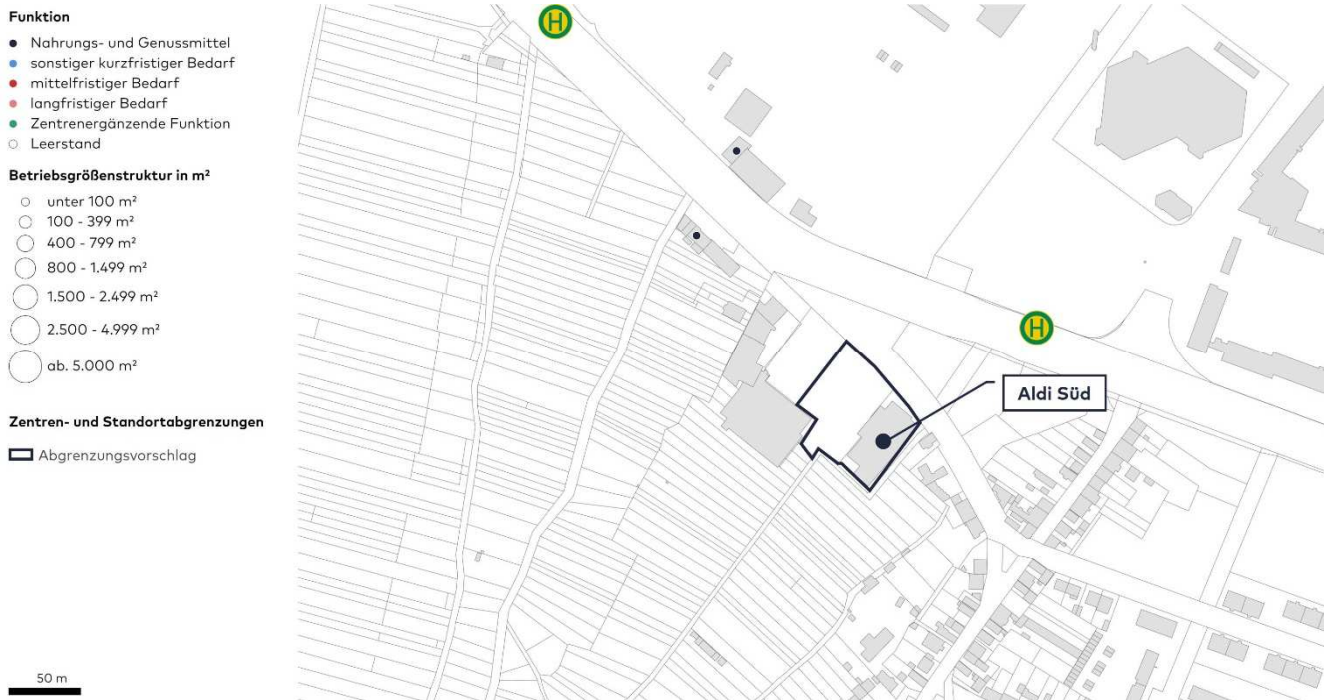 Funktion
Nahrungs- und Genussmittel
sonstiger kurzfristiger Bedarf
mittelfristiger Bedarf
langfristiger Bedarf
Zentrenergänzende Funktion
Leerstand
Betriebsgrößenstruktur in m²
unter 100 m²
100 - 399 m²
400 - 799 m²
800 - 1.499 m²
1.500 - 2.499 m²
2.500 - 4.999 m²
ab. 5.000 m²
Zentren- und Standortabgrenzungen
Abgrenzungsvorschlag
50 m
H
H
Aldi Süd